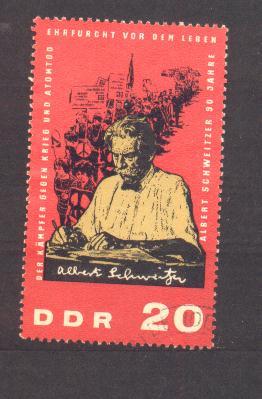 EHRFURCHT VOR DEM LEBEN
DER KÄMPFER GEGEN KRIEG UND ATOMTOD
ALBERT SCHWEITZER 90 JAHRE
Albert Schweitzer
DDR 20